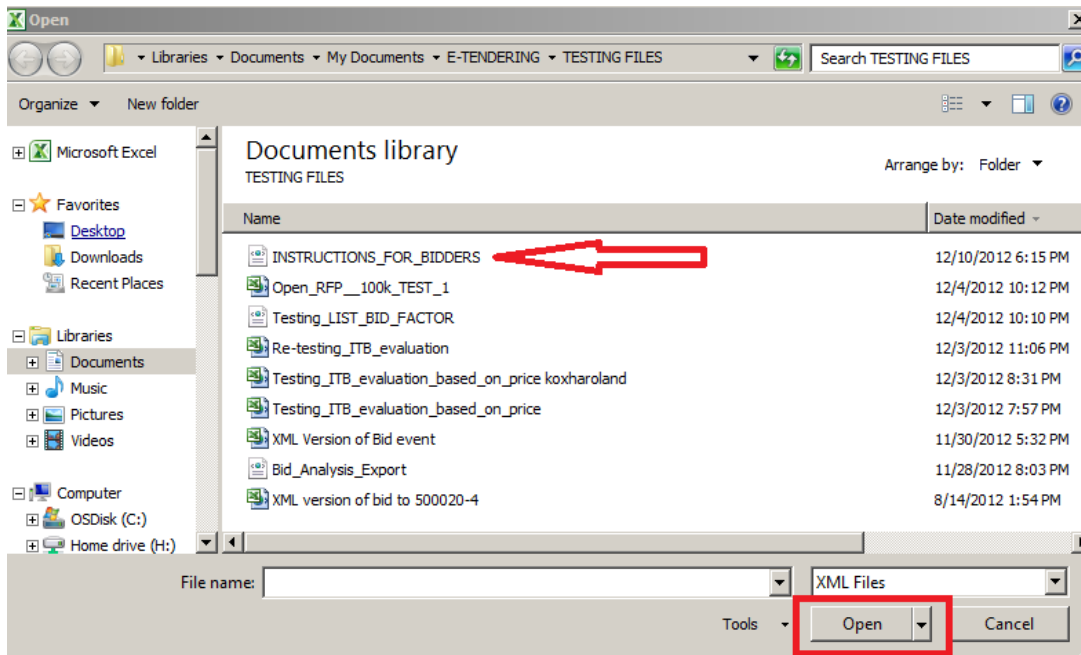 Open
Libraries Documents My Documents E-TENDERING TESTING FILES Search TESTING FILES
Organize New folder
Microsoft Excel
Favorites
Desktop
Downloads
Recent Places
Libraries
Documents
Music
Pictures
Videos
Computer
OSDisk (C:)
Home drive (H:)
Documents library
TESTING FILES
Arrange by: Folder
Name Date modified
INSTRUCTIONS_FOR_BIDDERS 12/10/2012 6:15 PM
Open_RFP__100k_TEST_1 12/4/2012 10:12 PM
Testing_LIST_BID_FACTOR 12/4/2012 10:10 PM
Re-testing_ITB_evaluation 12/3/2012 11:06 PM
Testing_ITB_evaluation_based_on_price koxharoland 12/3/2012 8:31 PM
Testing_ITB_evaluation_based_on_price 12/3/2012 7:57 PM
XML Version of Bid event 11/30/2012 5:32 PM
Bid_Analysis_Export 11/28/2012 8:03 PM
XML version of bid to 500020-4 8/14/2012 1:54 PM
File name: XML Files
Tools Open Cancel